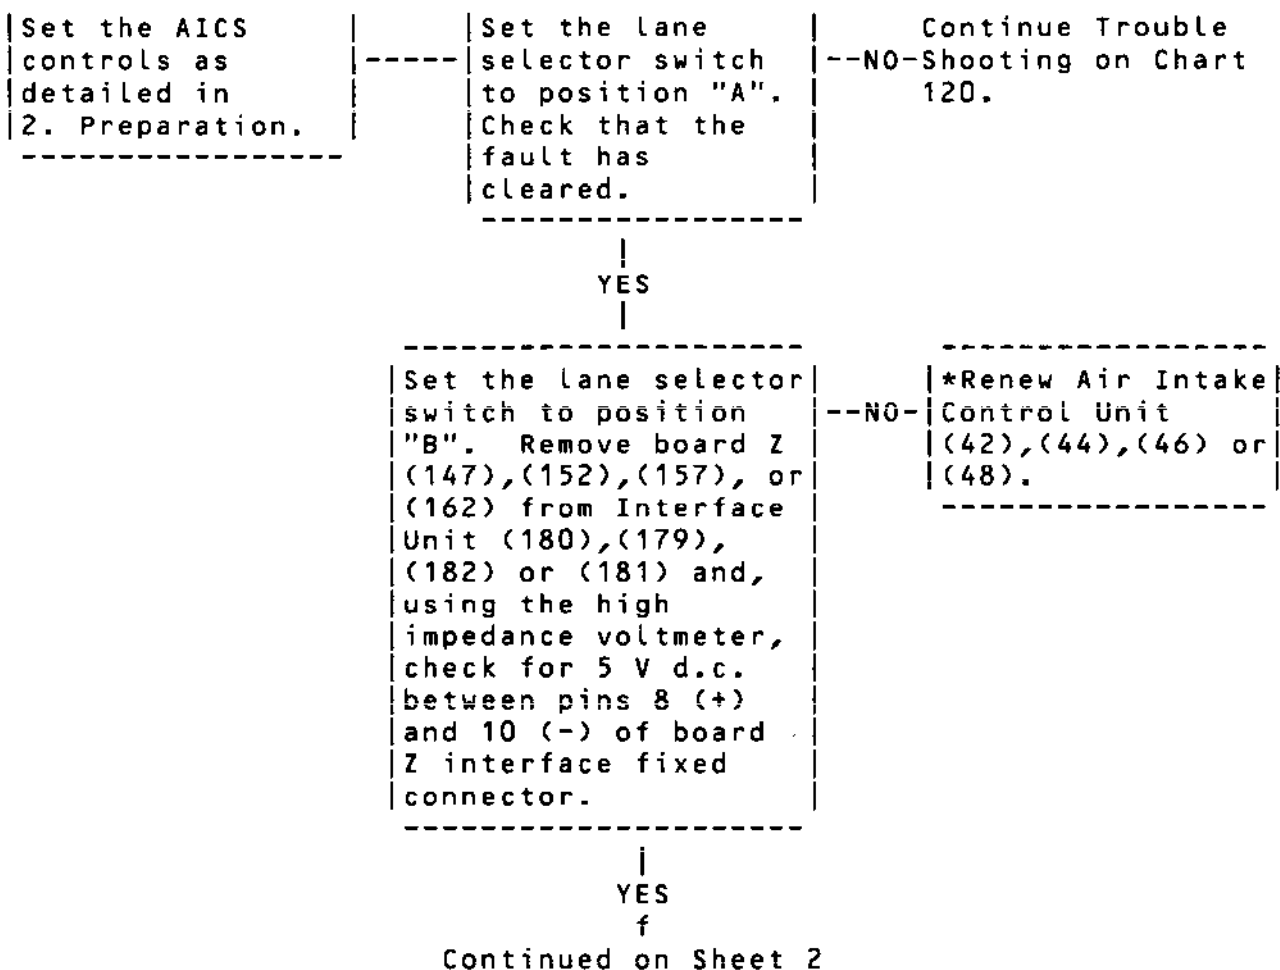 Set the AICS
controls as
detailed in
2. Preparation.
Set the lane
selector switch
to position "A".
Check that the
fault has
cleared.
--NO-
Continue Trouble
Shooting on Chart
120.
YES
Set the lane selector
switch to position
"B".  Remove board Z
(147),(152),(157), or
(162) from Interface
Unit (180),(179),
(182) or (181) and,
using the high
impedance voltmeter,
check for 5 V d.c.
between pins 8 (+)
and 10 (-) of board
Z interface fixed
connector.
--NO-
*Renew Air Intake
Control Unit
(42),(44),(46) or
(48).
YES
f
Continued on Sheet 2